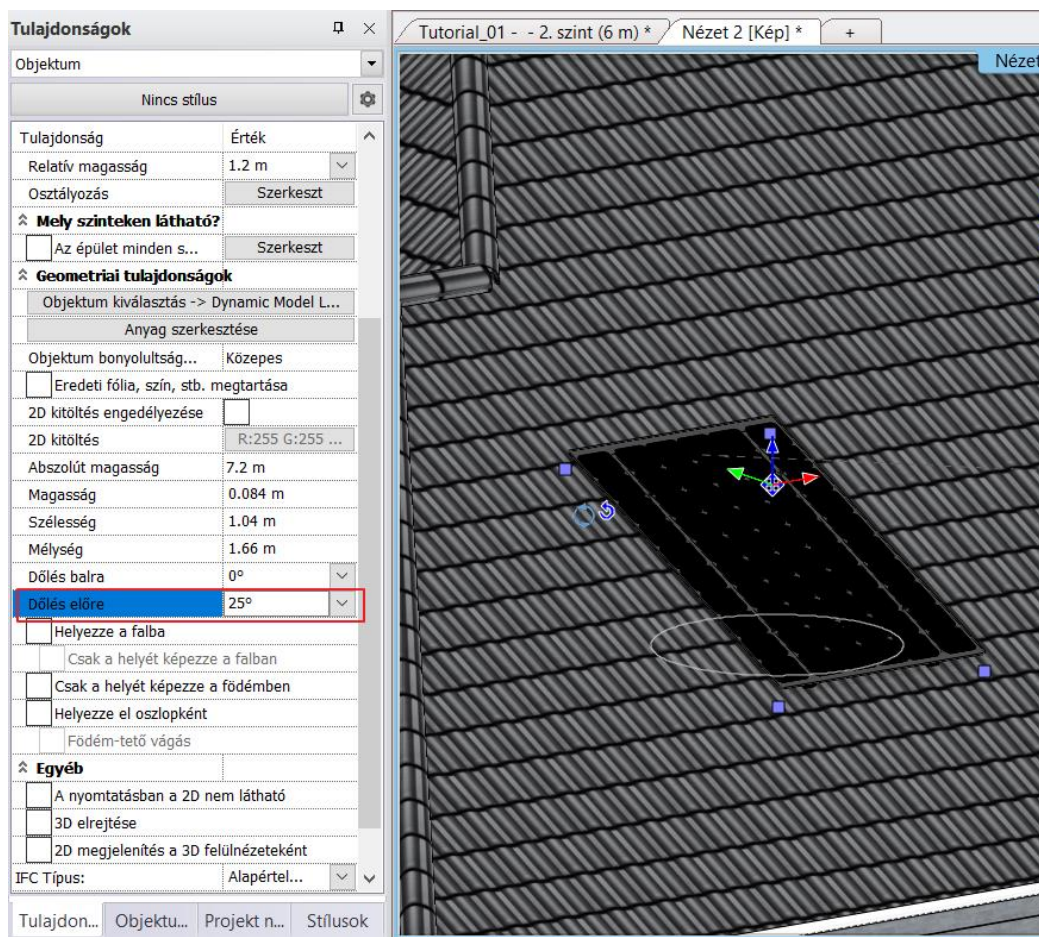 Tulajdonságok
Objektum
Nincs stílus
Tulajdonság Érték
Relatív magasság 1.2 m
Osztályozás Szerkeszt
Mely szinteken látható?
Az épület minden s... Szerkeszt
Geometriai tulajdonságok
Objektum kiválasztás -> Dynamic Model L...
Anyag szerkesztése
Objektum bonyolultság... Közepes
Eredeti fólia, szín, stb. megtartása
2D kitöltés engedélyezése
2D kitöltés R:255 G:255 ...
Abszolút magasság 7.2 m
Magasság 0.084 m
Szélesség 1.04 m
Mélység 1.66 m
Dőlés balra 0°
Dőlés előre 25°
Helyezze a falba
Csak a helyét képezze a falban
Csak a helyét képezze a födémben
Helyezze el oszlopként
Födém-tető vágás
Egyéb
A nyomtatásban a 2D nem látható
3D elrejtése
2D megjelenítés a 3D felülnézeteként
IFC Típus: Alapértel...
Tulajdon... Objektu... Projekt n... Stílusok
Tutorial_01 - - 2. szint (6 m) * Nézet 2 [Kép] * +
Nézet